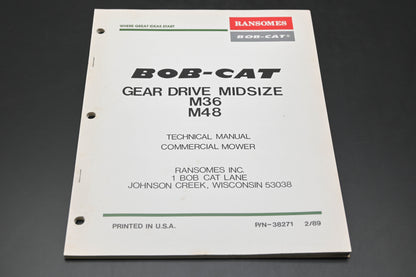 WHERE GREAT IDEAS START
RANSOMES
BOB-CAT®
BOB-CAT
GEAR DRIVE MIDSIZE
M36
M48
TECHNICAL MANUAL
COMMERCIAL MOWER
RANSOMES INC.
1 BOB CAT LANE
JOHNSON CREEK, WISCONSIN 53038
PRINTED IN U.S.A. P/N-38271 2/89